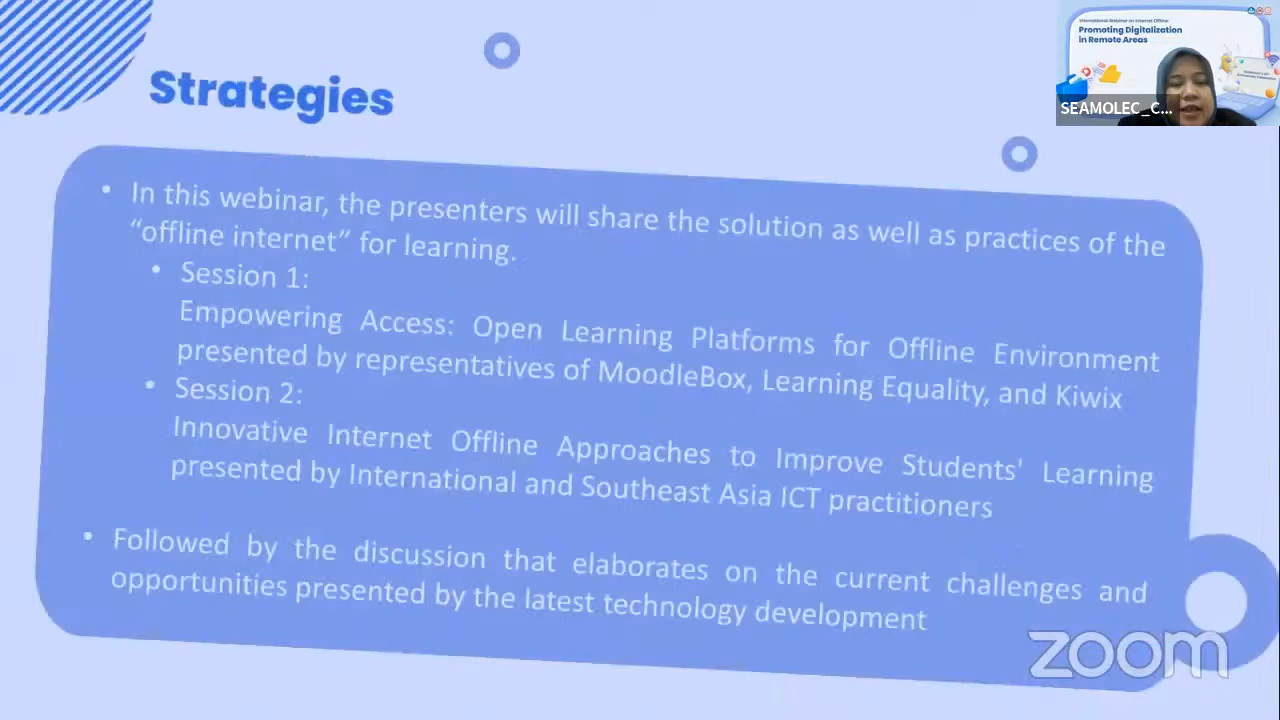 Strategies
• In this webinar, the presenters will share the solution as well as practices of the
“offline internet” for learning.
• Session 1:
Empowering Access: Open Learning Platforms for Offline Environment
presented by representatives of MoodleBox, Learning Equality, and Kiwix
• Session 2:
Innovative Internet Offline Approaches to Improve Students' Learning
presented by International and Southeast Asia ICT practitioners
• Followed by the discussion that elaborates on the current challenges and
opportunities presented by the latest technology development
International Webinar on Internet Offline:
Promoting Digitalization
in Remote Areas
SEAMOLEC_C...
zoom